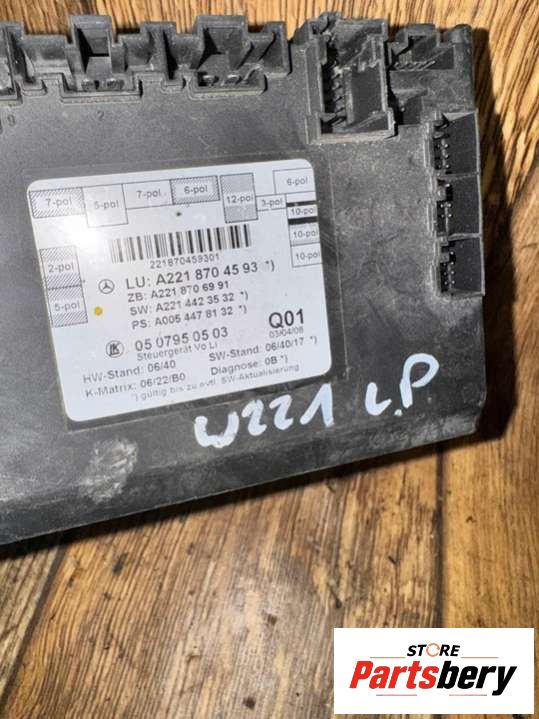 9
2
7-pol 5-pol 7-pol 6-pol 12-pol 3-pol 6-pol
10-pol
10-pol
10-pol
2-pol
5-pol
221870459301
LU: A221 870 45 93 *)
ZB: A221 870 69 91
SW: A221 442 35 32 *)
PS: A005 447 81 32 *)
05 0795 05 03 Q01
Steuergerät Vo Li 03/04/08
HW-Stand: 06/40 SW-Stand: 06/40/17 *)
K-Matrix: 06/22/B0 Diagnose: 0B *)
*) gültig bis zu evtl. SW-Aktualisierung
W221 L.P
STORE
Partsbery